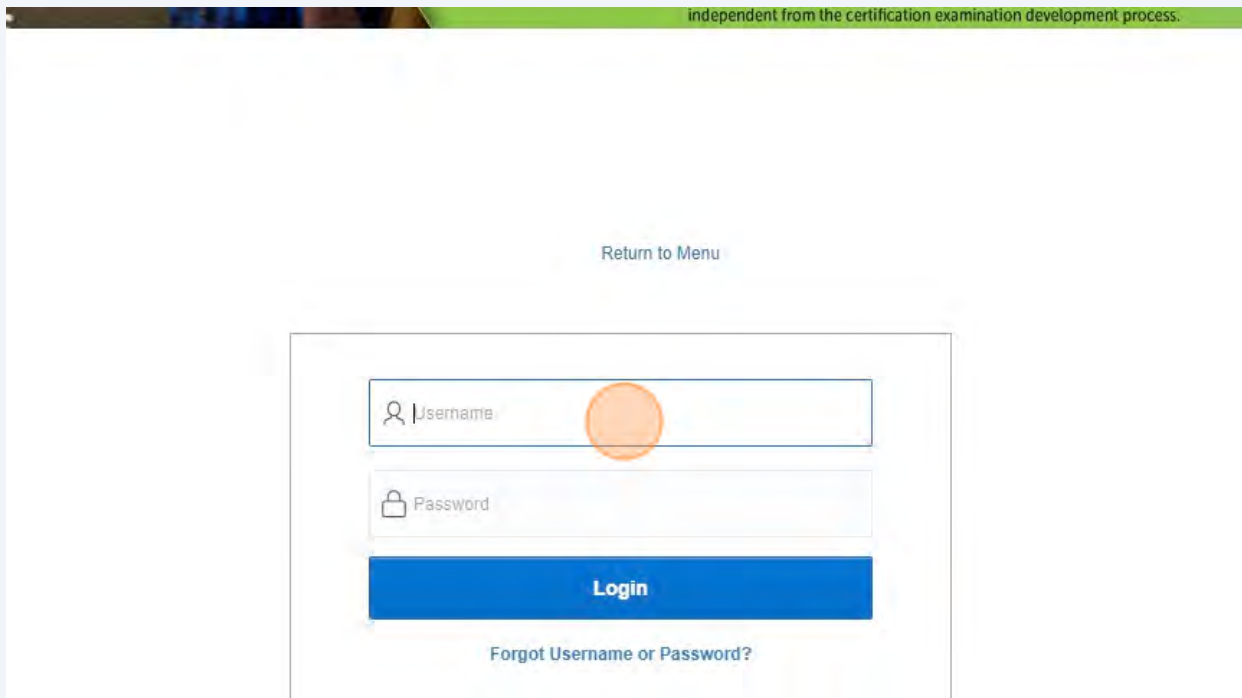 independent from the certification examination development process.
Return to Menu
Username
Password
Login
Forgot Username or Password?